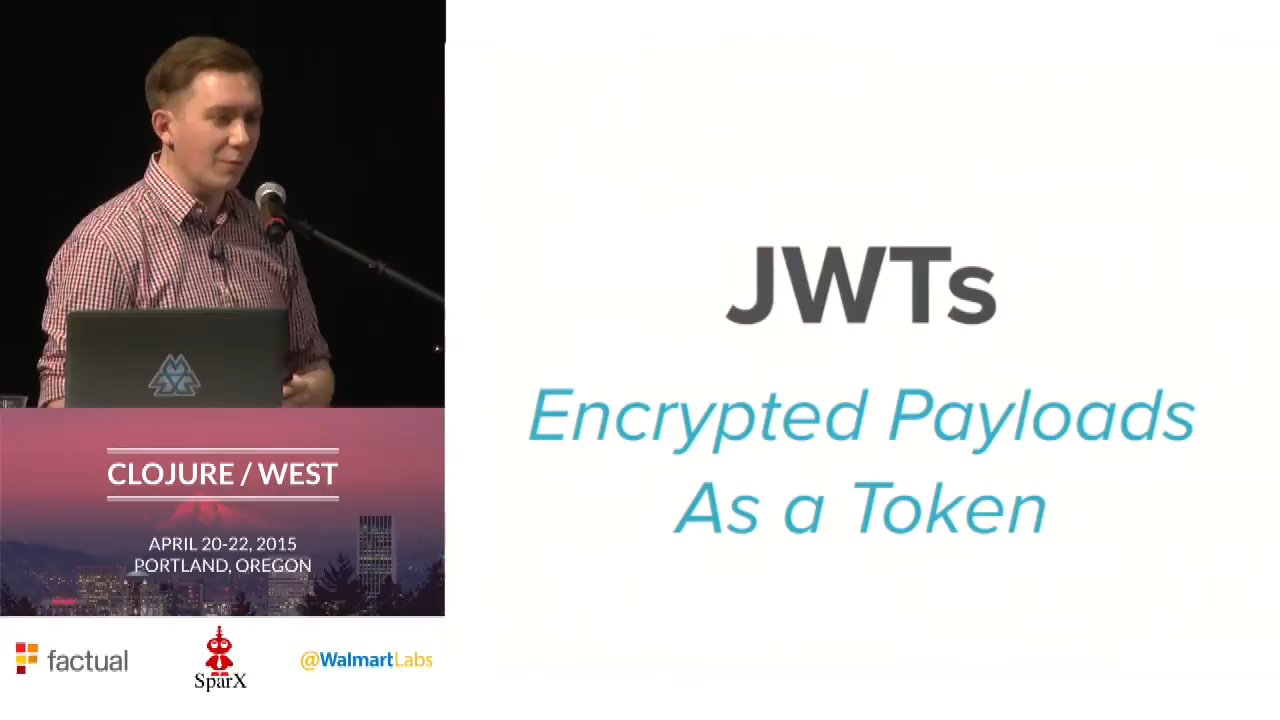 JWTs
Encrypted Payloads
As a Token
CLOJURE / WEST
APRIL 20-22, 2015
PORTLAND, OREGON
factual
SparX
@WalmartLabs